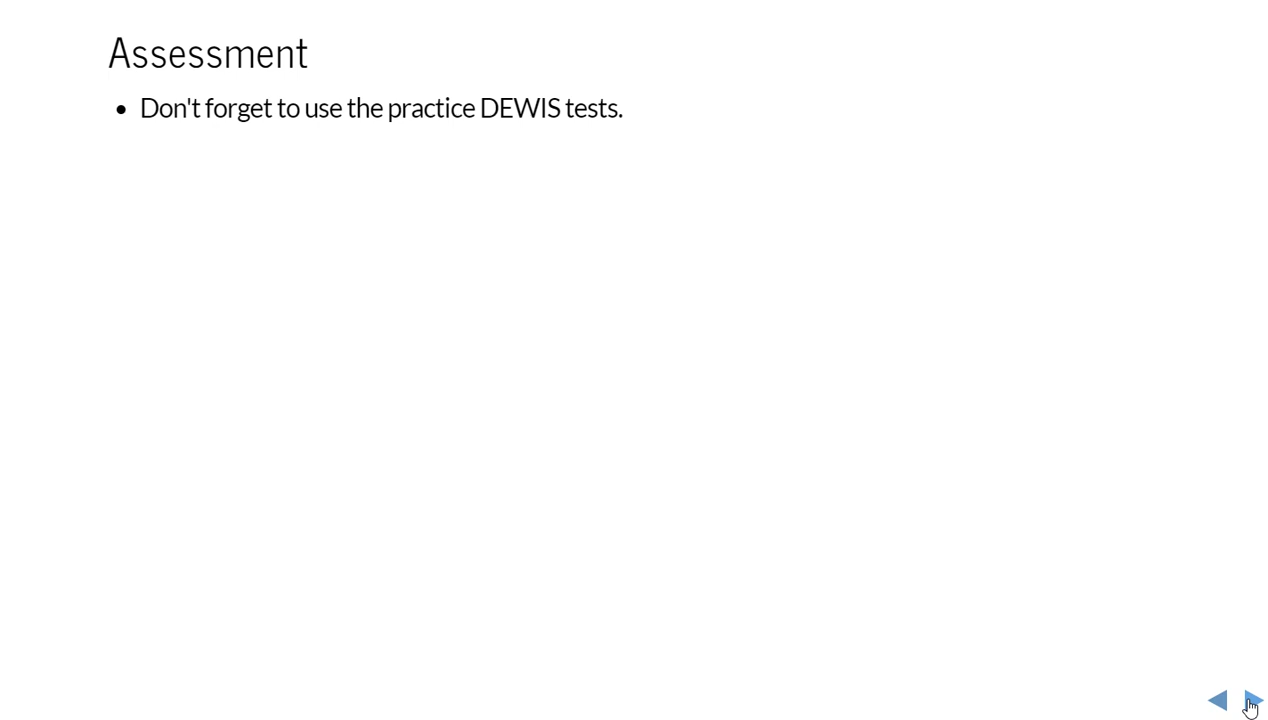 Assessment
• Don't forget to use the practice DEWIS tests.